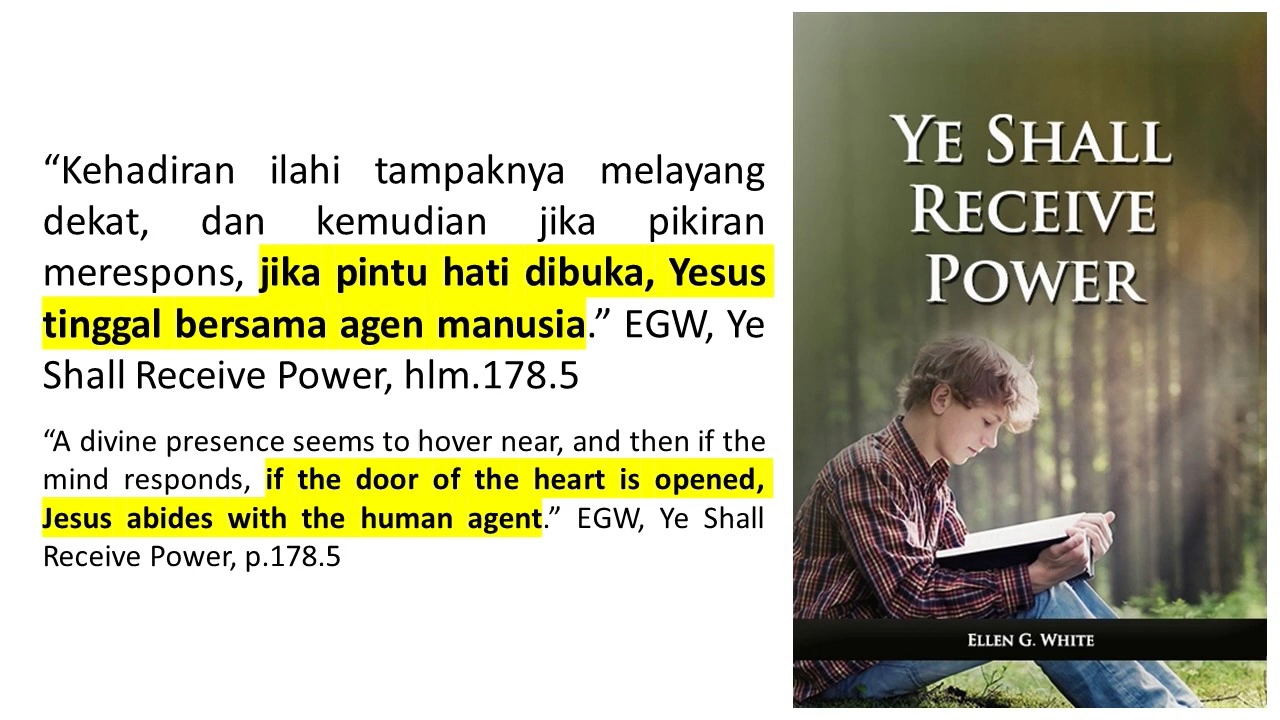 “Kehadiran ilahi tampaknya melayang
dekat, dan kemudian jika pikiran
merespons, jika pintu hati dibuka, Yesus
tinggal bersama agen manusia.” EGW, Ye
Shall Receive Power, hlm.178.5
“A divine presence seems to hover near, and then if the
mind responds, if the door of the heart is opened,
Jesus abides with the human agent.” EGW, Ye Shall
Receive Power, p.178.5
YE SHALL
RECEIVE
POWER
ELLEN G. WHITE